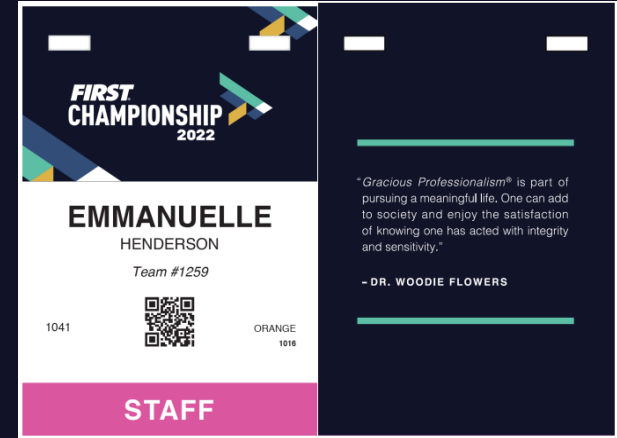 FIRST®
CHAMPIONSHIP
2022
EMMANUELLE
HENDERSON
Team #1259
1041
ORANGE
1016
STAFF
“Gracious Professionalism® is part of
pursuing a meaningful life. One can add
to society and enjoy the satisfaction
of knowing one has acted with integrity
and sensitivity.”
– DR. WOODIE FLOWERS